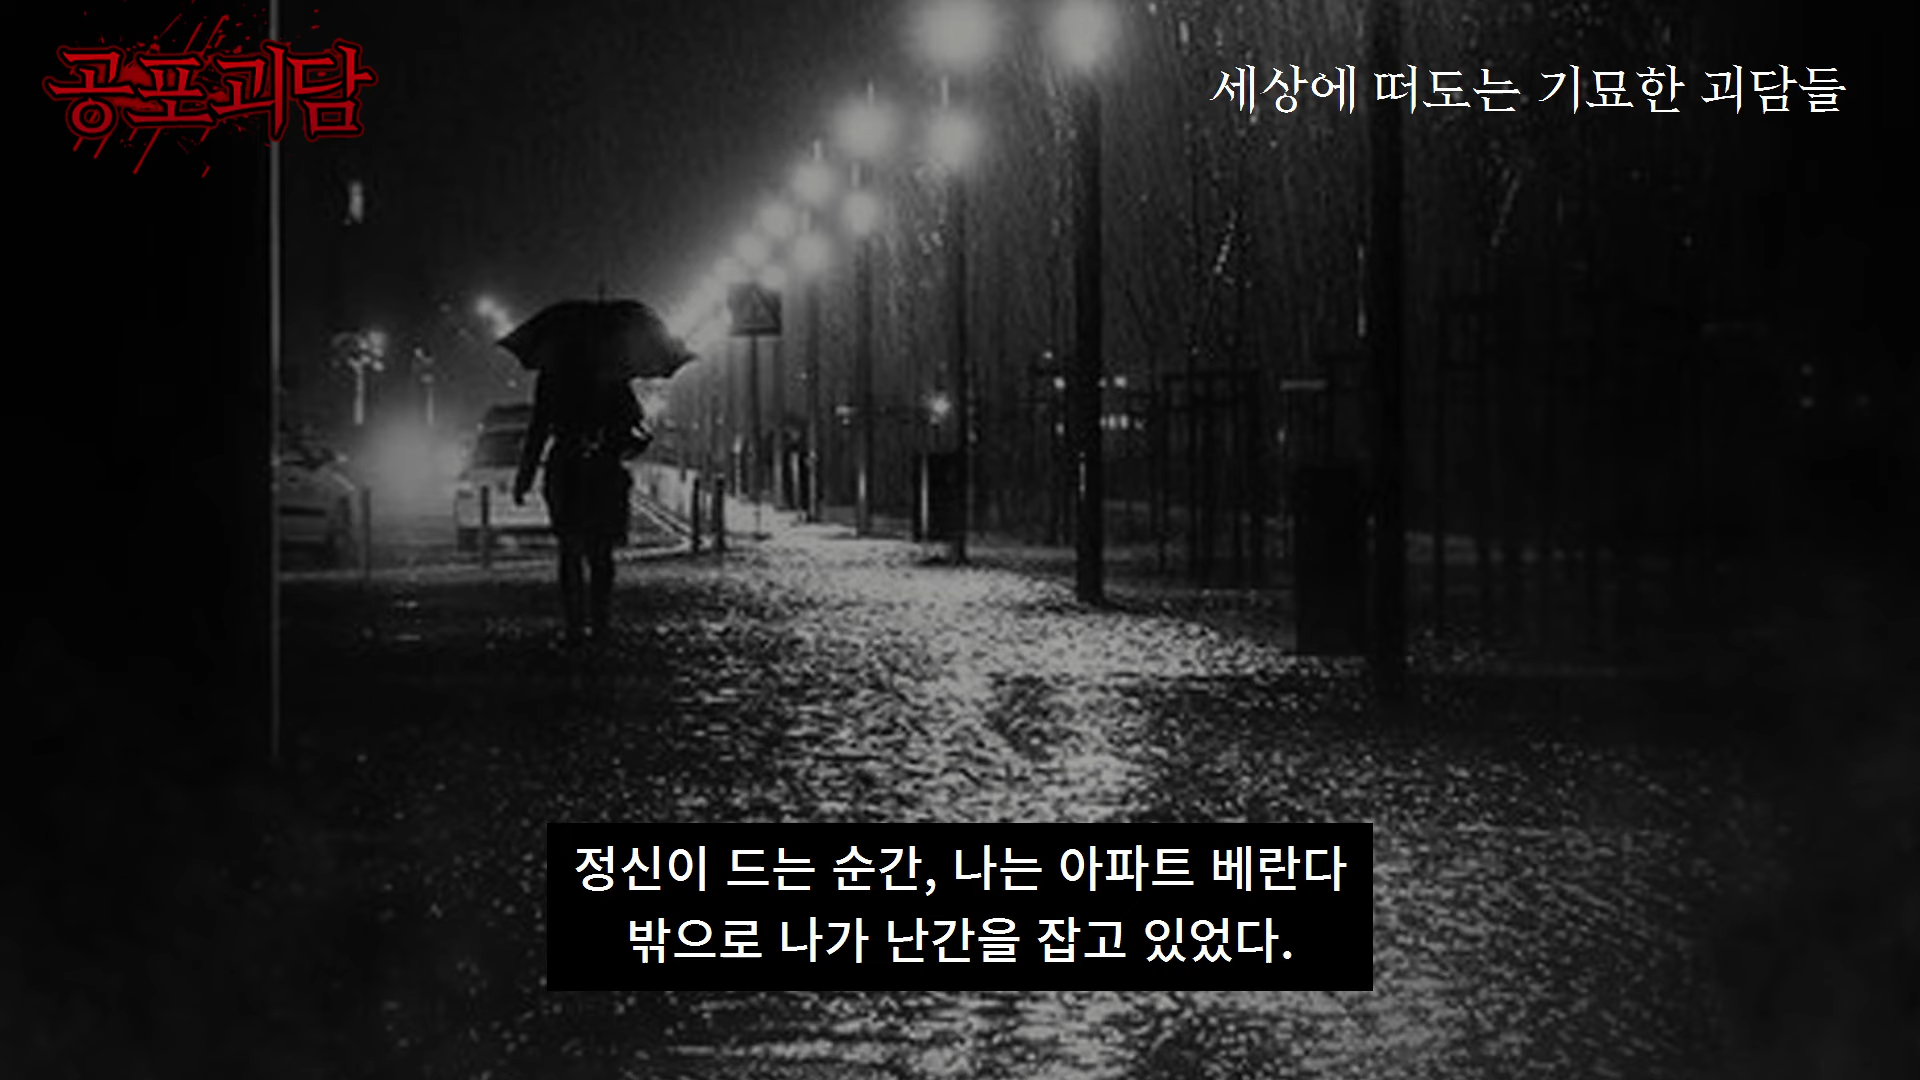 공포괴담
세상에 떠도는 기묘한 괴담들
정신이 드는 순간, 나는 아파트 베란다
밖으로 나가 난간을 잡고 있었다.